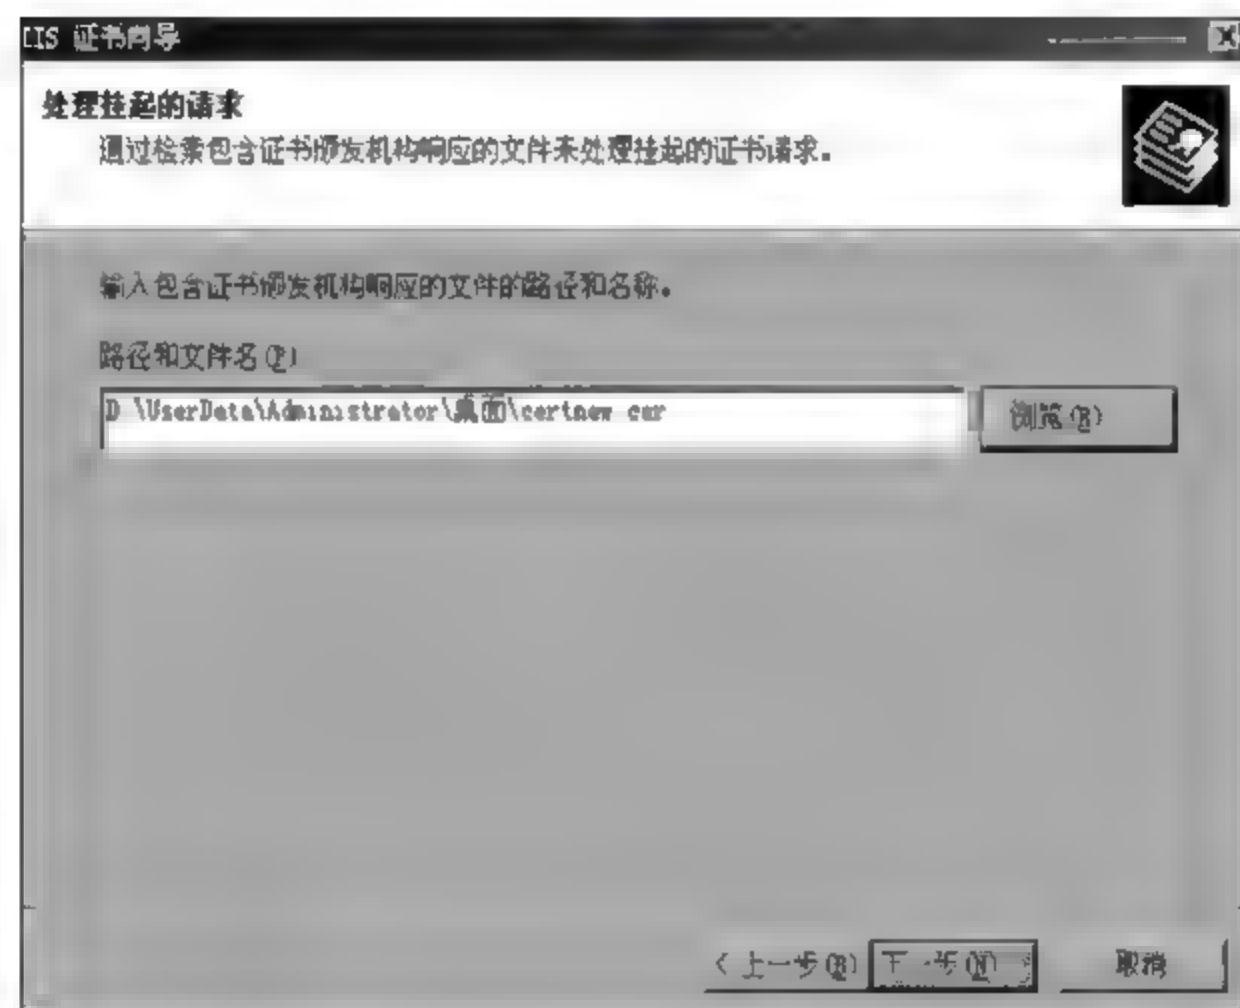 IIS 证书向导
处理挂起的请求
通过检索包含证书颁发机构响应的文件来处理挂起的证书请求。
输入包含证书颁发机构响应的文件的路径和名称。
路径和文件名(P)
D \UserData\Administrator\桌面\certnew cer
浏览(R)
< 上一步(B)
下一步(N) >
取消